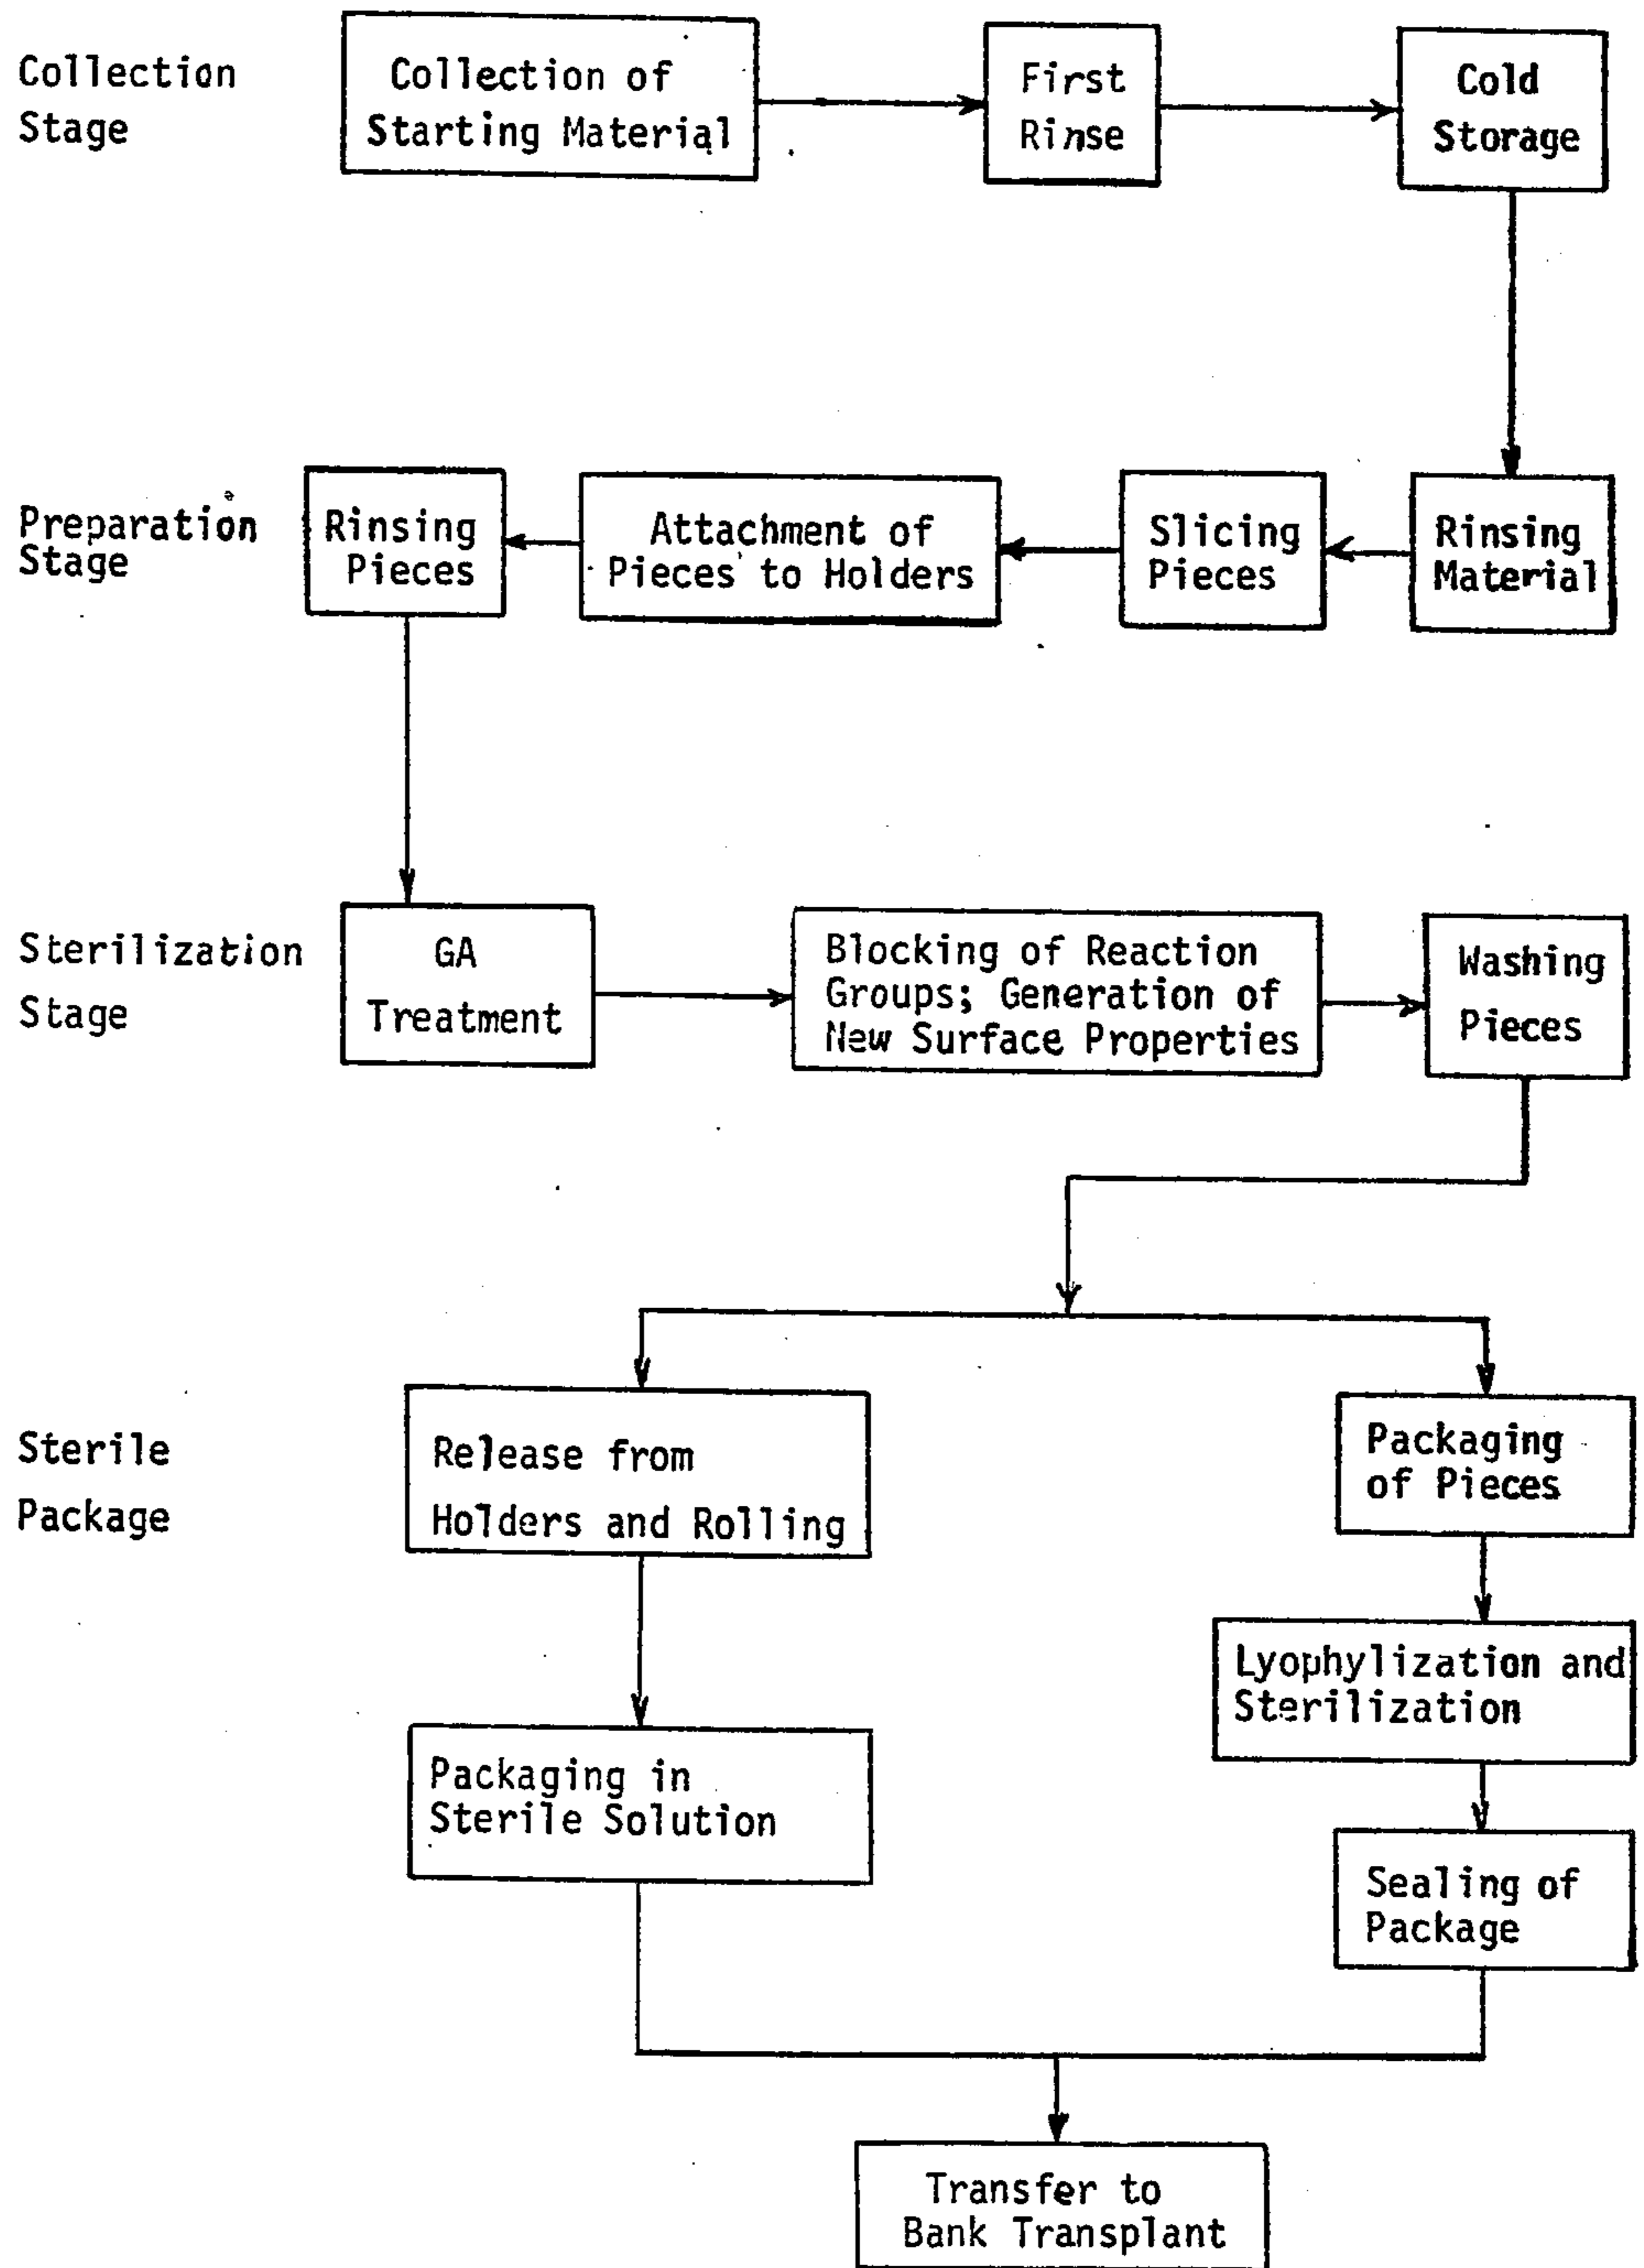 Collection
Stage
Collection of
Starting Material
First
Rinse
Cold
Storage
Preparation
Stage
Rinsing
Pieces
Attachment of
Pieces to Holders
Slicing
Pieces
Rinsing
Material
Sterilization
Stage
GA
Treatment
Blocking of Reaction
Groups; Generation of
New Surface Properties
Washing
Pieces
Sterile
Package
Release from
Holders and Rolling
Packaging
of Pieces
Lyophylization and
Sterilization
Packaging in
Sterile Solution
Sealing of
Package
Transfer to
Bank Transplant